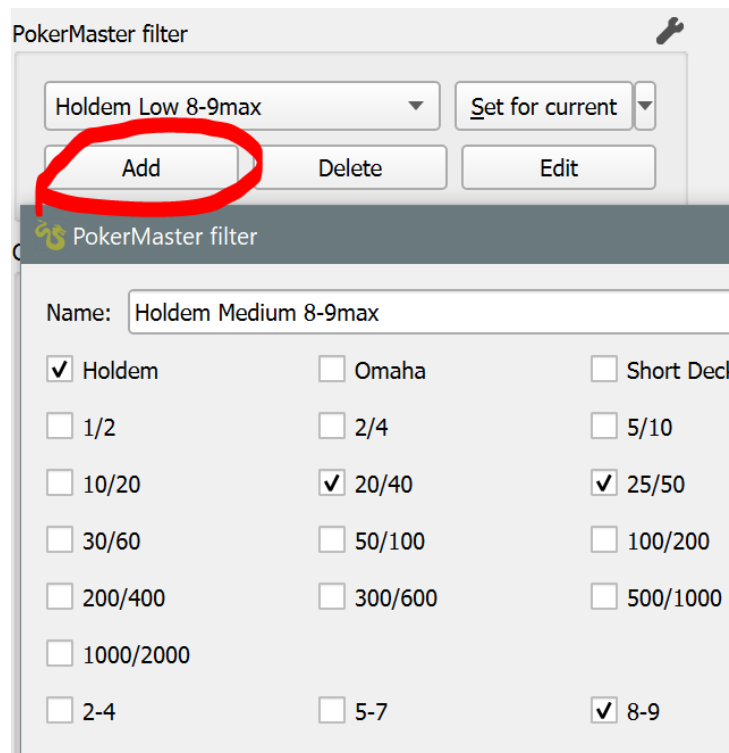 PokerMaster filter
Holdem Low 8-9max Set for current
Add Delete Edit
PokerMaster filter
Name: Holdem Medium 8-9max
Holdem Omaha Short Deck
1/2 2/4 5/10
10/20 20/40 25/50
30/60 50/100 100/200
200/400 300/600 500/1000
1000/2000
2-4 5-7 8-9